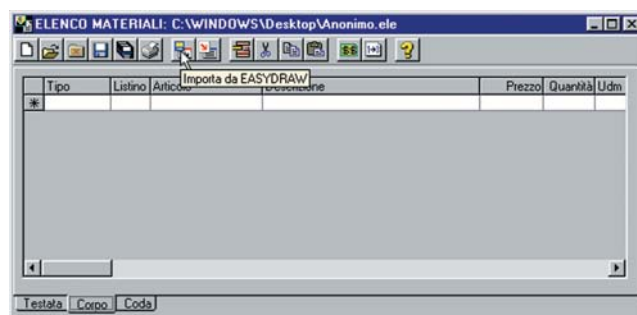 ELENCO MATERIALI: C:\WINDOWS\Desktop\Anonimo.ele
Importa da EASYDRAW
Tipo Listino Articolo Descrizione Prezzo Quantità Udm
Testata Corpo Coda